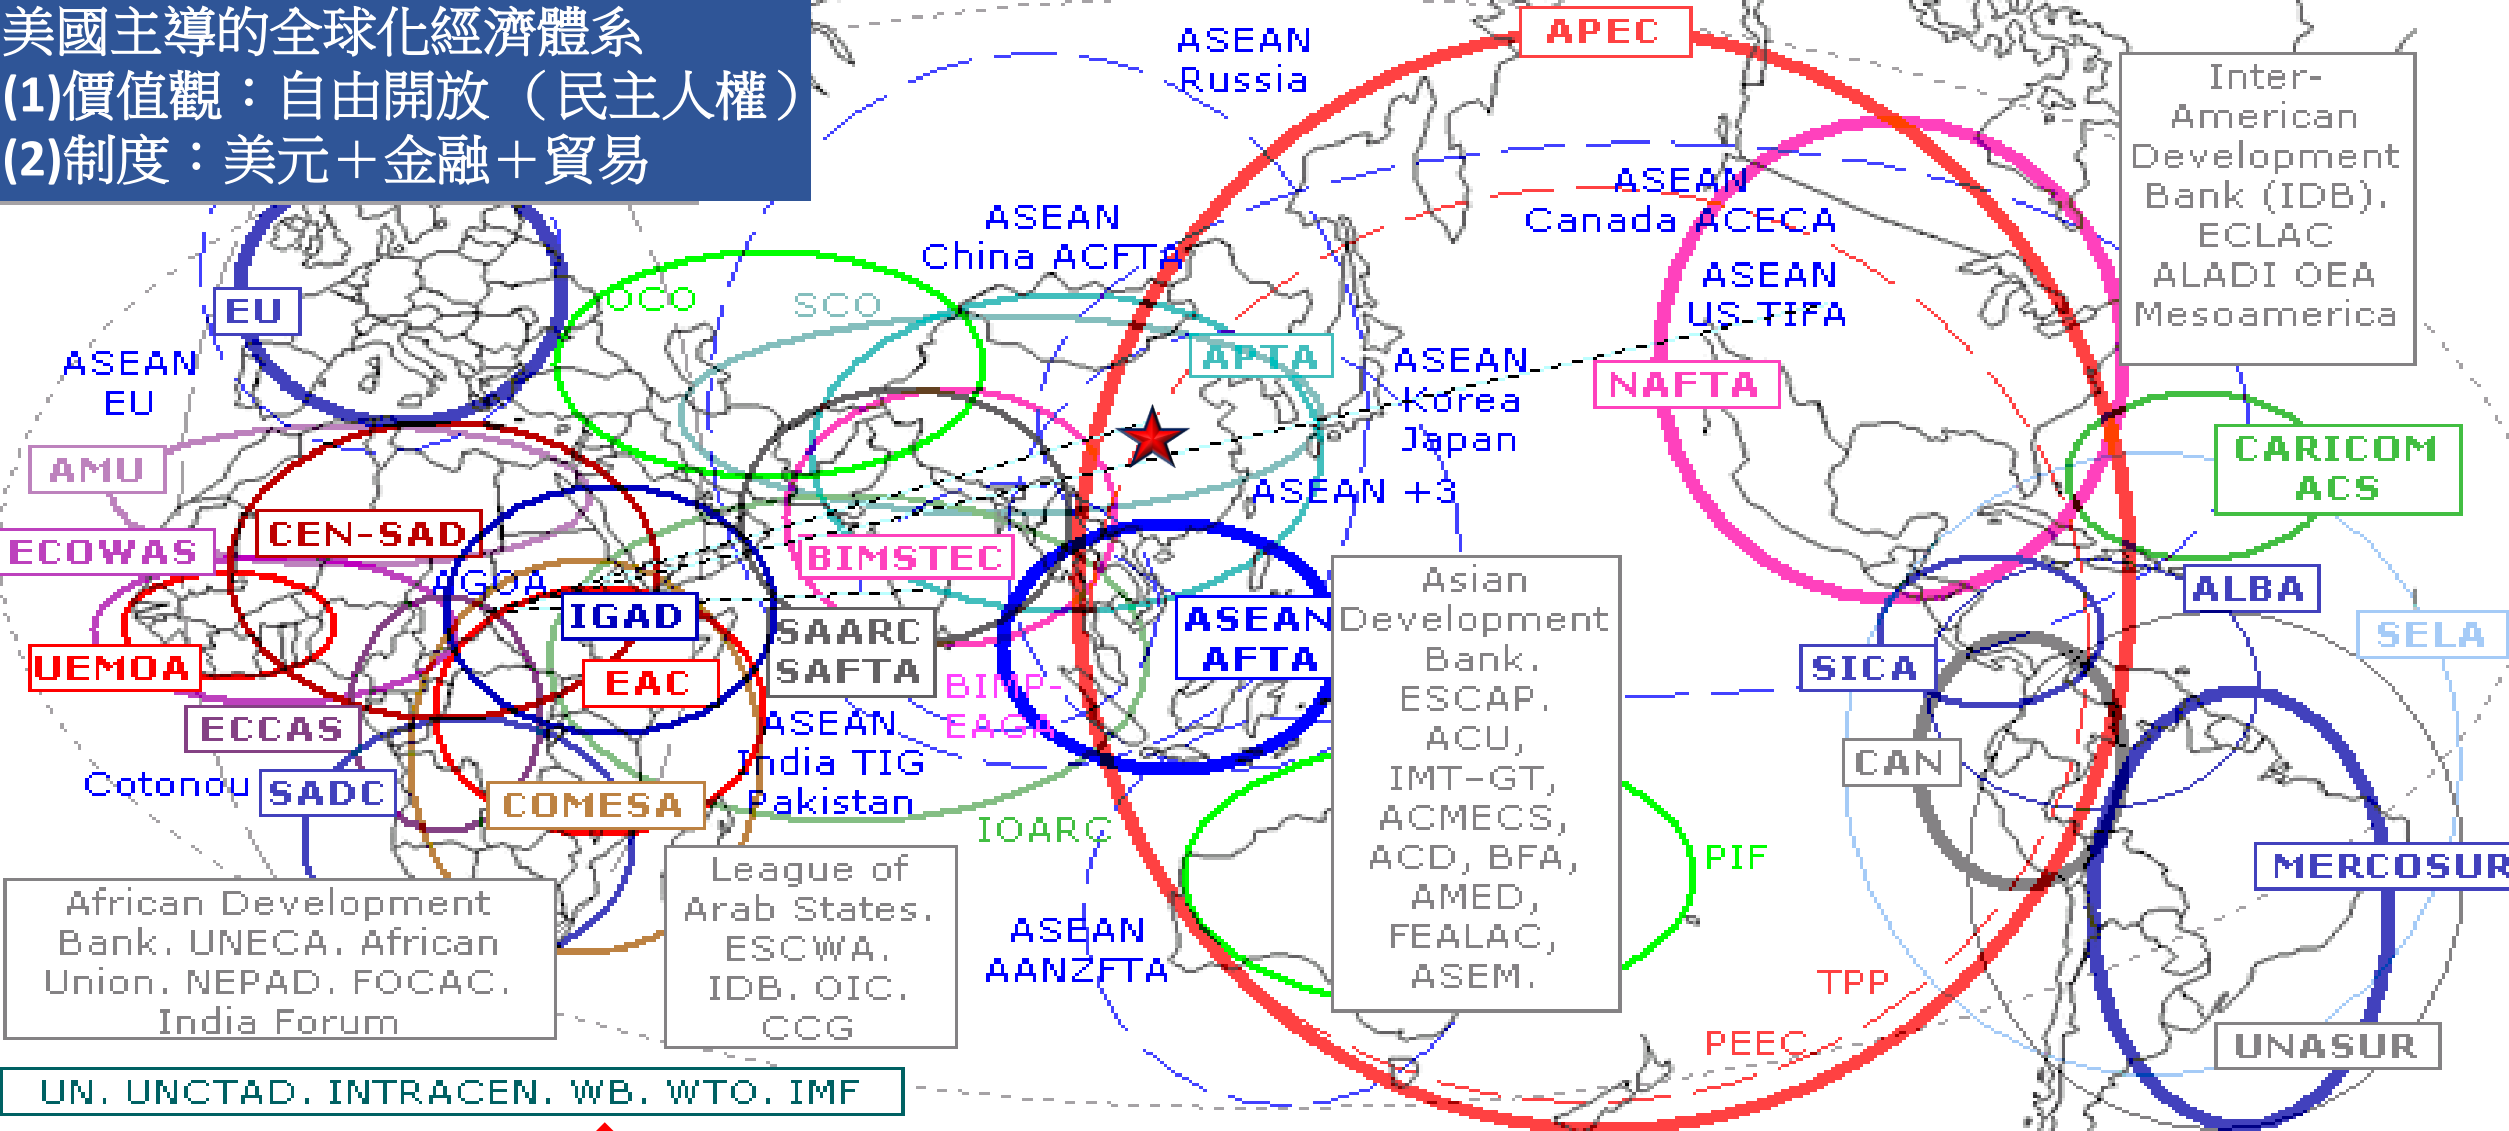 美國主導的全球化經濟體系
(1)價值觀：自由開放（民主人權）
(2)制度：美元＋金融＋貿易
APEC
ASEAN
Russia
Inter-
American
Development
Bank (IDB).
ECLAC
ALADI OEA
Mesoamerica
ASEAN
Canada ACECA
ASEAN
China ACFTA
ASEAN
US TIFA
EU
OCO
SCO
APTA
ASEAN
EU
ASEAN
Korea
Japan
NAFTA
AMU
CARICOM
ACS
ASEAN +3
CEN-SAD
ECOWAS
BIMSTEC
AGOA
IGAD
ASEAN
AFTA
Asian
Development
Bank.
ESCAP.
ACU,
IMT-GT,
ACMECS,
ACD, BFA,
AMED,
FEALAC,
ASEM.
ALBA
SELA
SAARC
SAFTA
UEMOA
EAC
SICA
BIMP-
EAGA
ECCAS
ASEAN
India TIG
Pakistan
CAN
Cotonou
SADC
COMESA
IOARC
PIF
MERCOSUR
League of
Arab States.
ESCWA.
IDB. OIC.
CCG
African Development
Bank. UNECA. African
Union. NEPAD. FOCAC.
India Forum
ASEAN
AANZFTA
TPP
PEEC
UNASUR
UN. UNCTAD. INTRACEN. WB. WTO. IMF